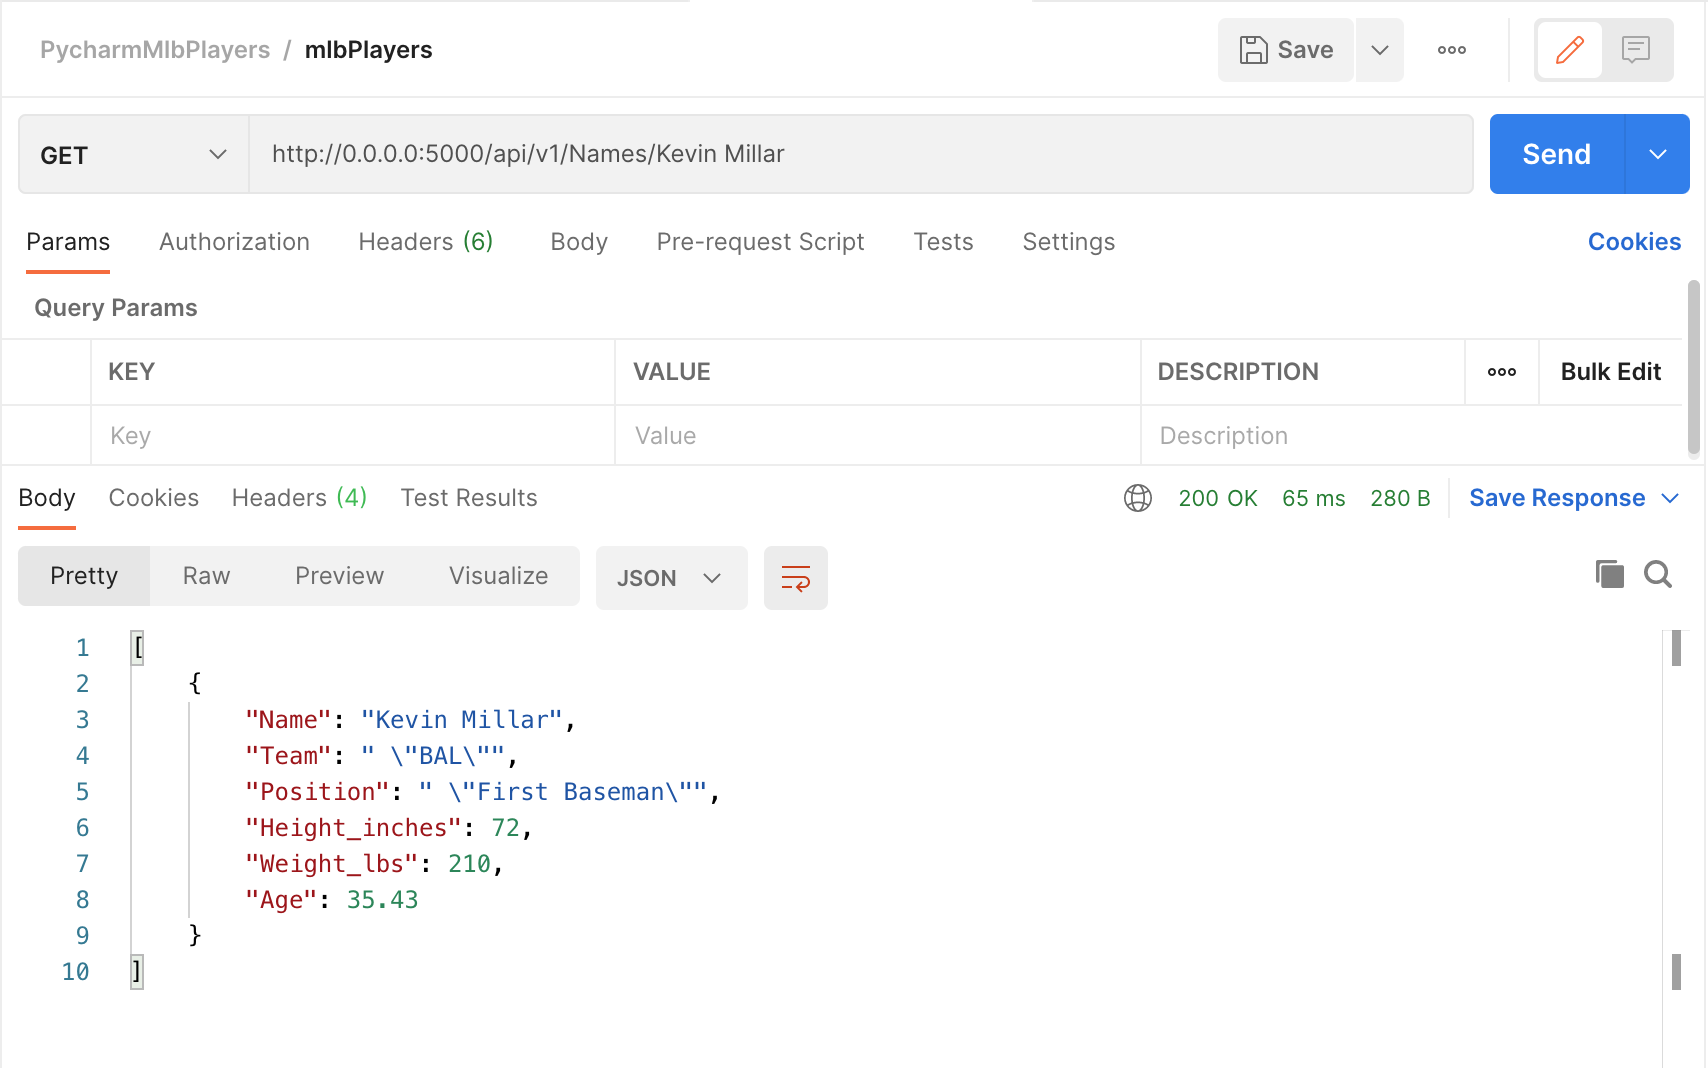 PycharmMlbPlayers / mlbPlayers
Save
GET
http://0.0.0.0:5000/api/v1/Names/Kevin Millar
Send
Params Authorization Headers (6) Body Pre-request Script Tests Settings Cookies
Query Params
KEY VALUE DESCRIPTION Bulk Edit
Key Value Description
Body Cookies Headers (4) Test Results 200 OK 65 ms 280 B Save Response
Pretty Raw Preview Visualize JSON
1 [
2 {
3 "Name": "Kevin Millar",
4 "Team": " \"BAL\"",
5 "Position": " \"First Baseman\"",
6 "Height_inches": 72,
7 "Weight_lbs": 210,
8 "Age": 35.43
9 }
10 ]